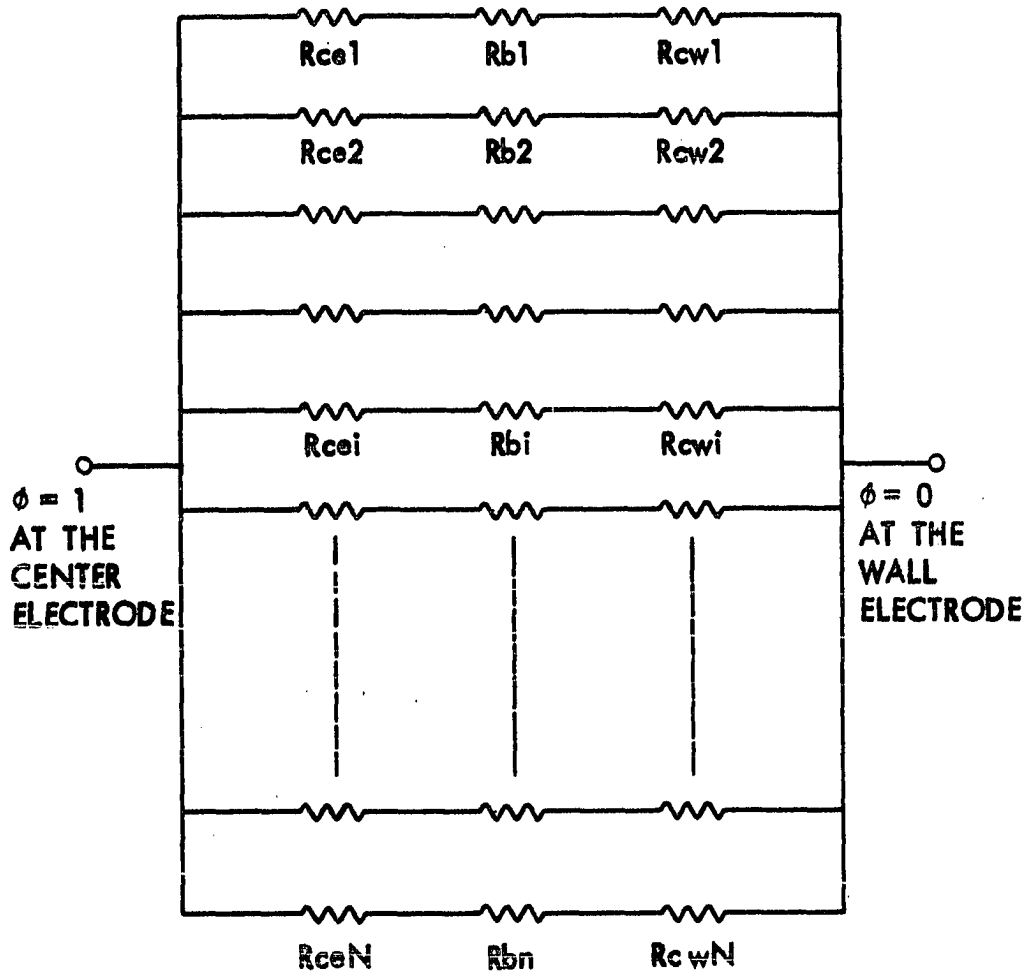 Rce1 Rb1 Rcw1
Rce2 Rb2 Rcw2
Rcei Rbi Rcwi
ϕ = 1
AT THE
CENTER
ELECTRODE
ϕ = 0
AT THE
WALL
ELECTRODE
RceN Rbn RcwN